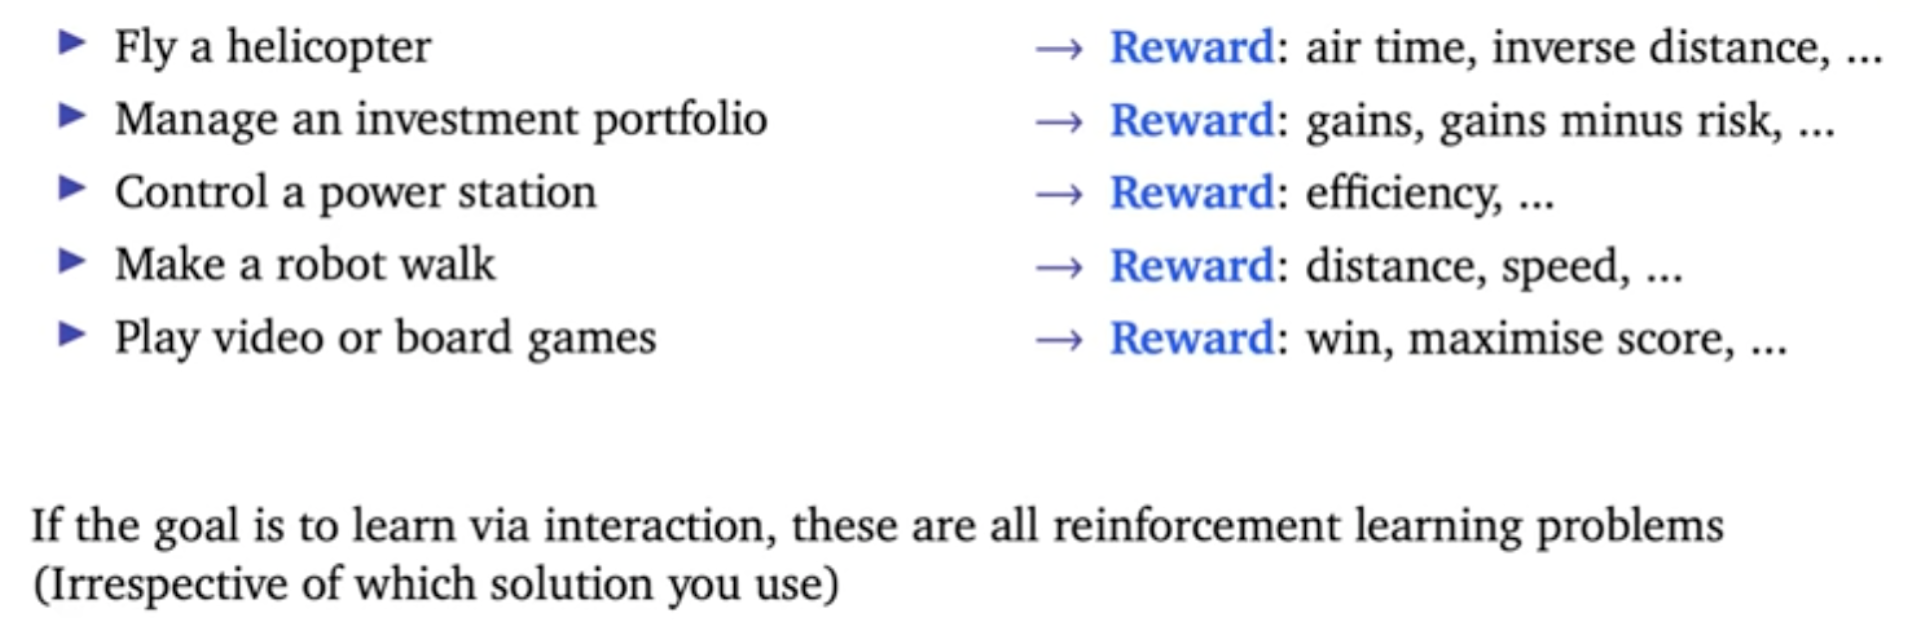 ▶ Fly a helicopter → Reward: air time, inverse distance, ...
▶ Manage an investment portfolio → Reward: gains, gains minus risk, ...
▶ Control a power station → Reward: efficiency, ...
▶ Make a robot walk → Reward: distance, speed, ...
▶ Play video or board games → Reward: win, maximise score, ...
If the goal is to learn via interaction, these are all reinforcement learning problems
(Irrespective of which solution you use)